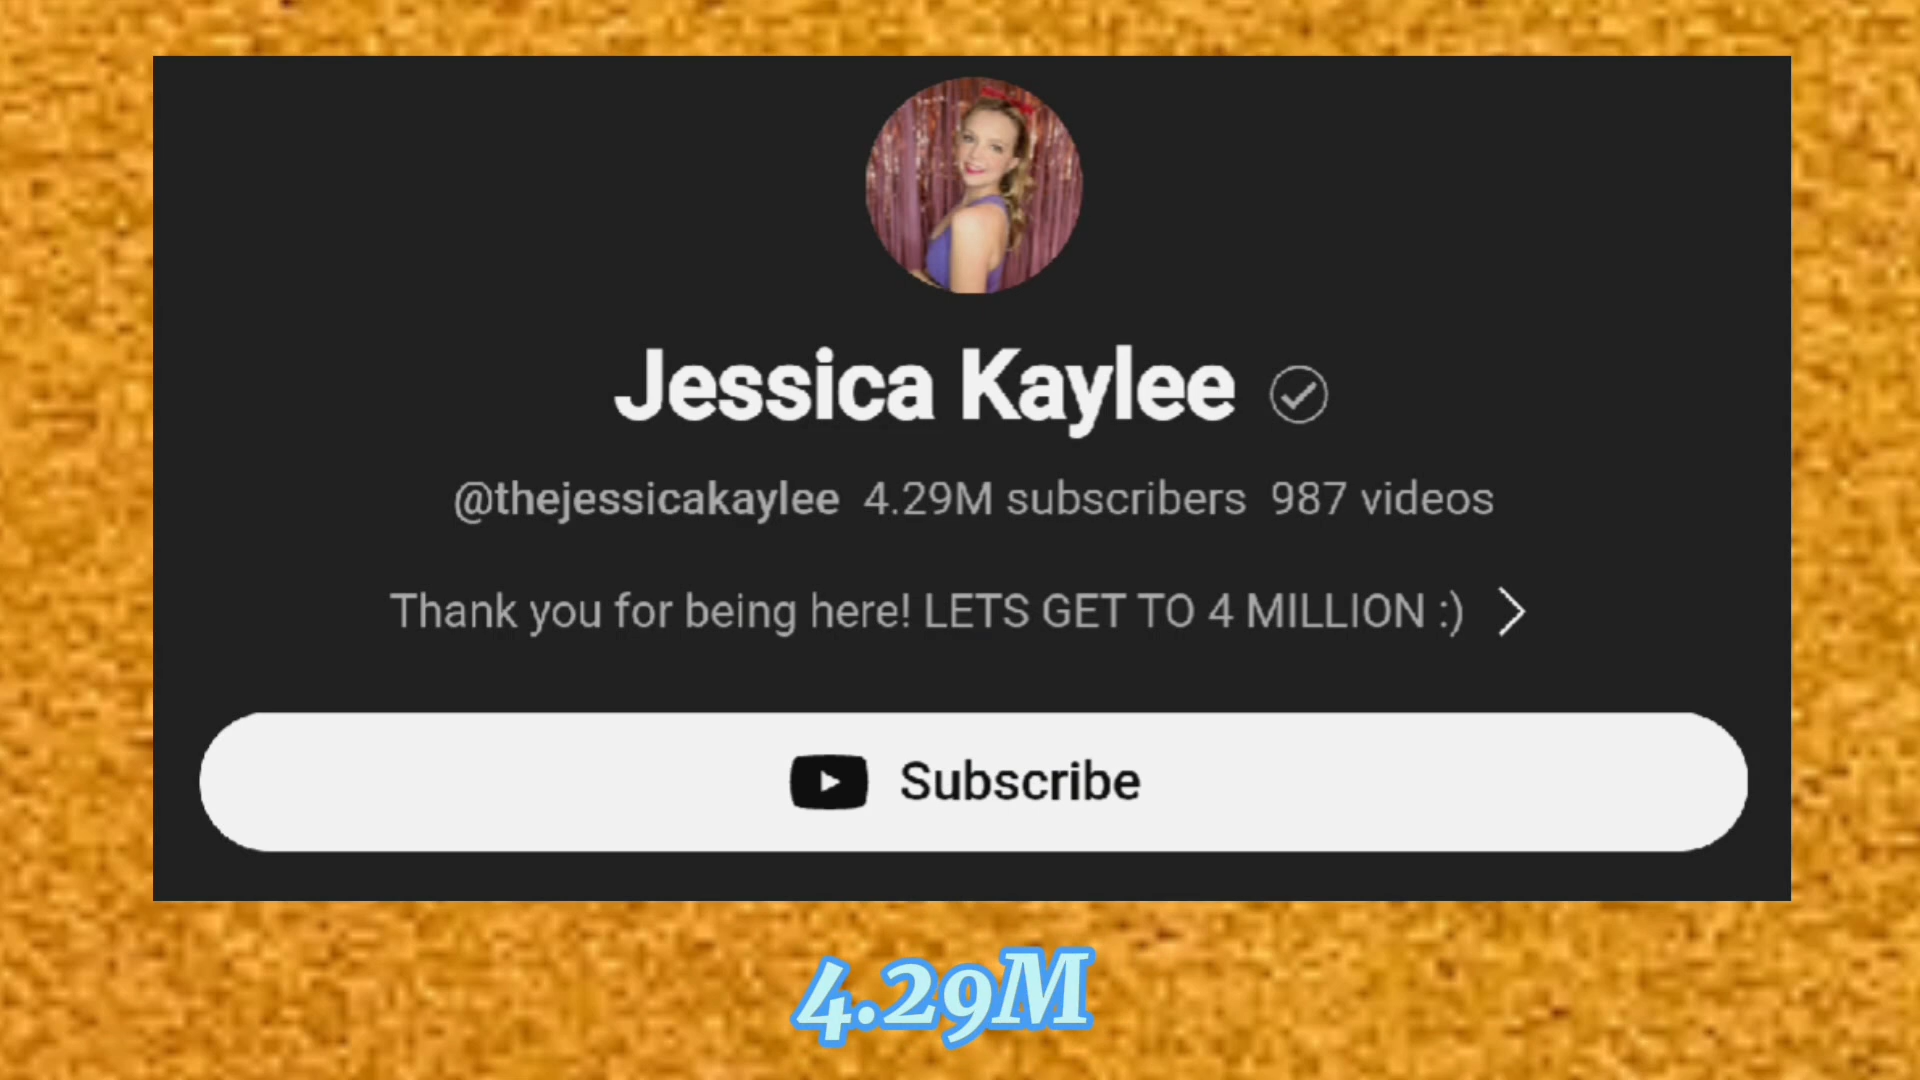 Jessica Kaylee
@thejessicakaylee 4.29M subscribers 987 videos
Thank you for being here! LETS GET TO 4 MILLION :)
Subscribe
4.29M